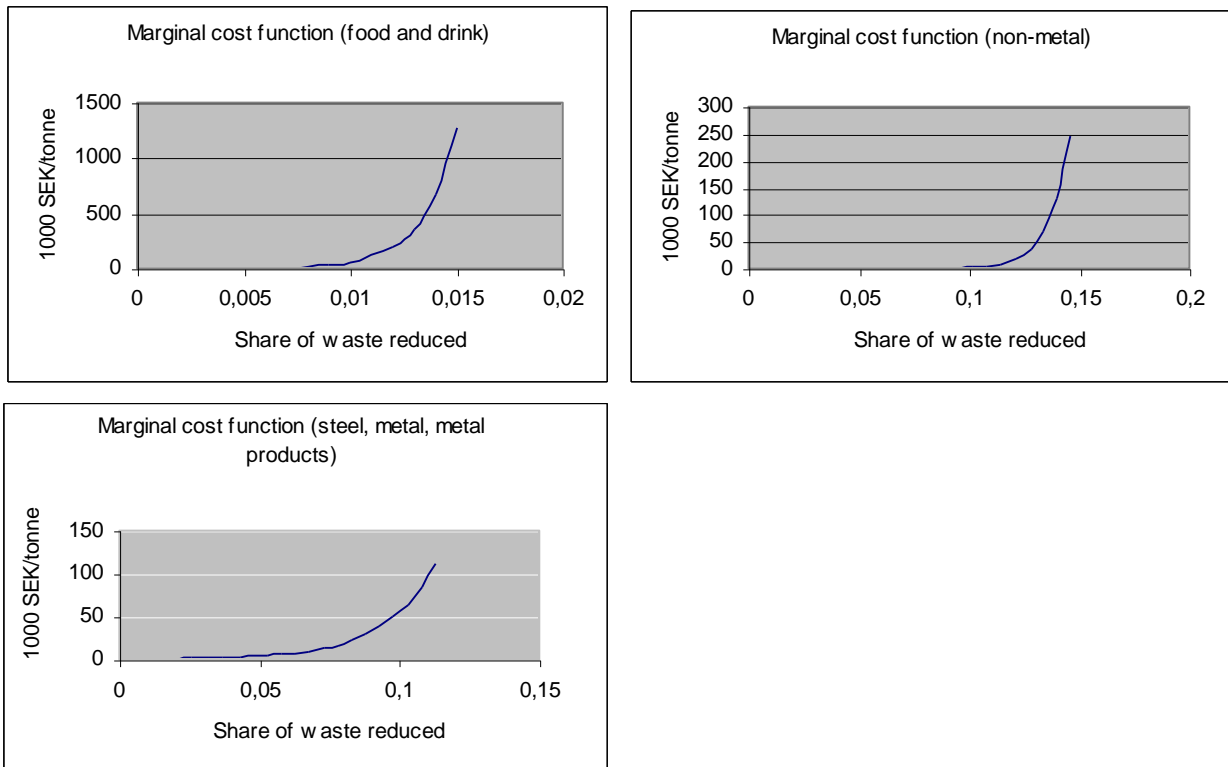 Marginal cost function (food and drink)
1000 SEK/tonne
1500
1000
500
0
0 0,005 0,01 0,015 0,02
Share of waste reduced
Marginal cost function (non-metal)
1000 SEK/tonne
300
250
200
150
100
50
0
0 0,05 0,1 0,15 0,2
Share of waste reduced
Marginal cost function (steel, metal, metal
products)
1000 SEK/tonne
150
100
50
0
0 0,05 0,1 0,15
Share of waste reduced